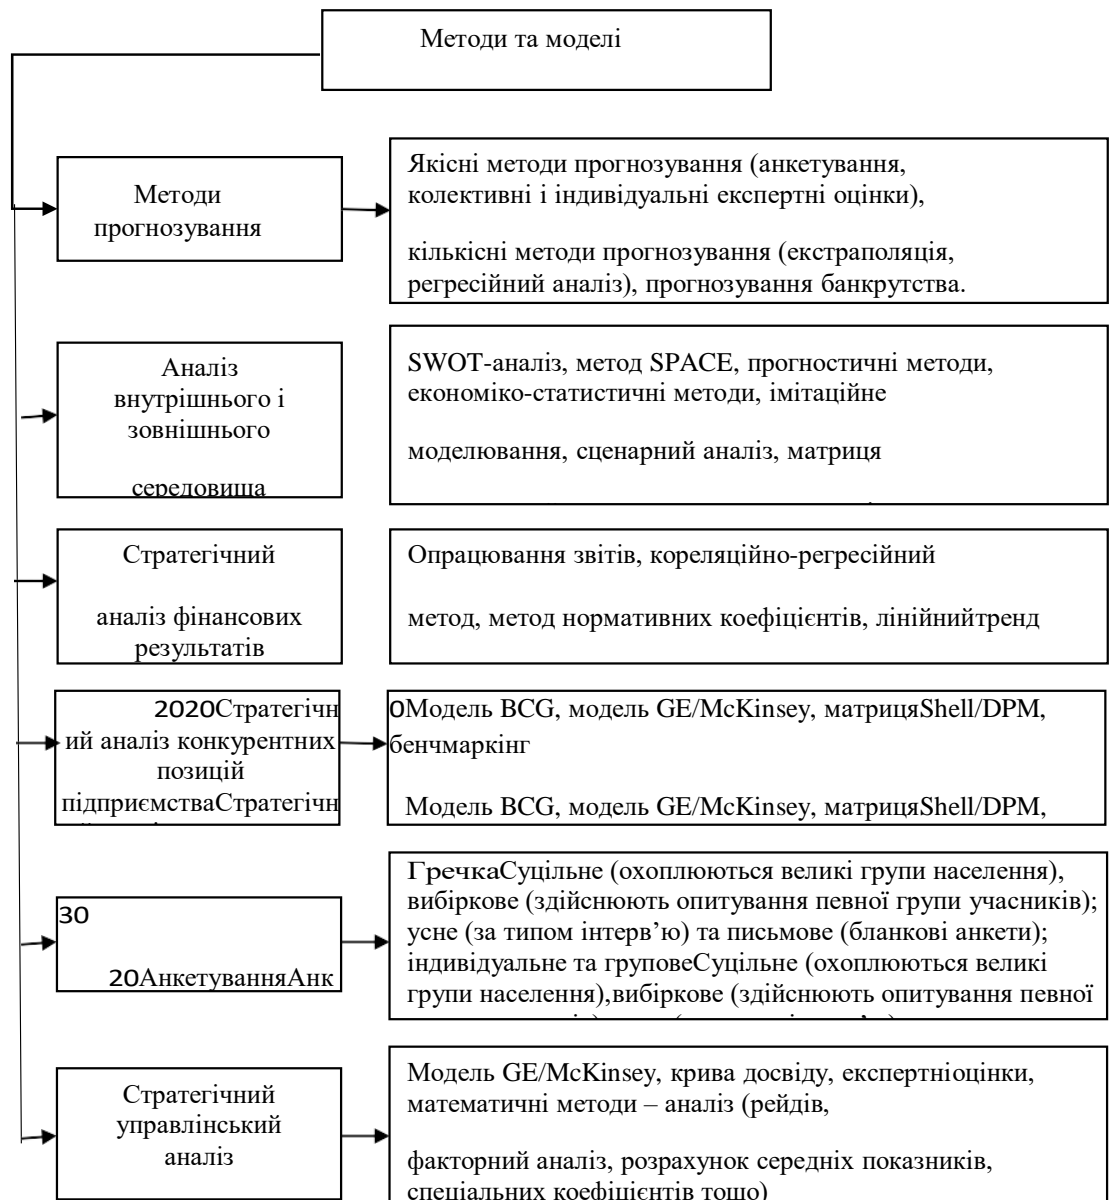 Методи та моделі
Методи
прогнозування
Якісні методи прогнозування (анкетування,
колективні і індивідуальні експертні оцінки),
кількісні методи прогнозування (екстраполяція,
регресійний аналіз), прогнозування банкрутства.
Аналіз
внутрішнього і
зовнішнього
середовища
SWOT-аналіз, метод SPACE, прогностичні методи,
економіко-статистичні методи, імітаційне
моделювання, сценарний аналіз, матриця
Стратегічний
аналіз фінансових
результатів
Опрацювання звітів, кореляційно-регресійний
метод, метод нормативних коефіцієнтів, лінійнийтренд
2020Стратегічн
ий аналіз конкурентних
позицій
підприємстваСтратегічн
0Модель BCG, модель GE/McKinsey, матрицяShell/DPM,
бенчмаркінг
Модель BCG, модель GE/McKinsey, матрицяShell/DPM,
30
20АнкетуванняАнк
ГречкаСуцільне (охоплюються великі групи населення),
вибіркове (здійснюють опитування певної групи учасників);
усне (за типом інтерв’ю) та письмове (бланкові анкети);
індивідуальне та груповеСуцільне (охоплюються великі
групи населення),вибіркове (здійснюють опитування певної
Стратегічний
управлінський
аналіз
Модель GE/McKinsey, крива досвіду, експертніоцінки,
математичні методи – аналіз (рейдів,
факторний аналіз, розрахунок середніх показників,
спеціальних коефіцієнтів тощо)